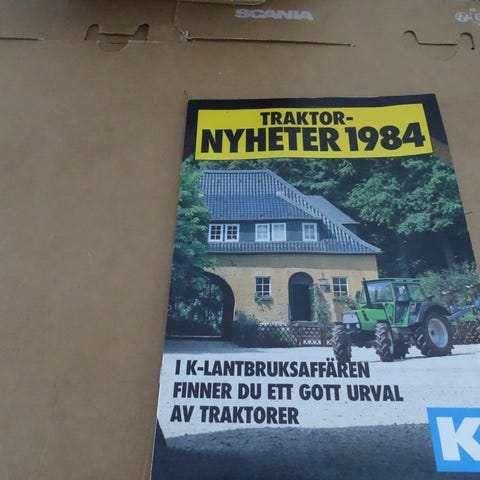 SCANIA
TRAKTOR-
NYHETER 1984
I K-LANTBRUKSAFFÄREN
FINNER DU ETT GOTT URVAL
AV TRAKTORER
K